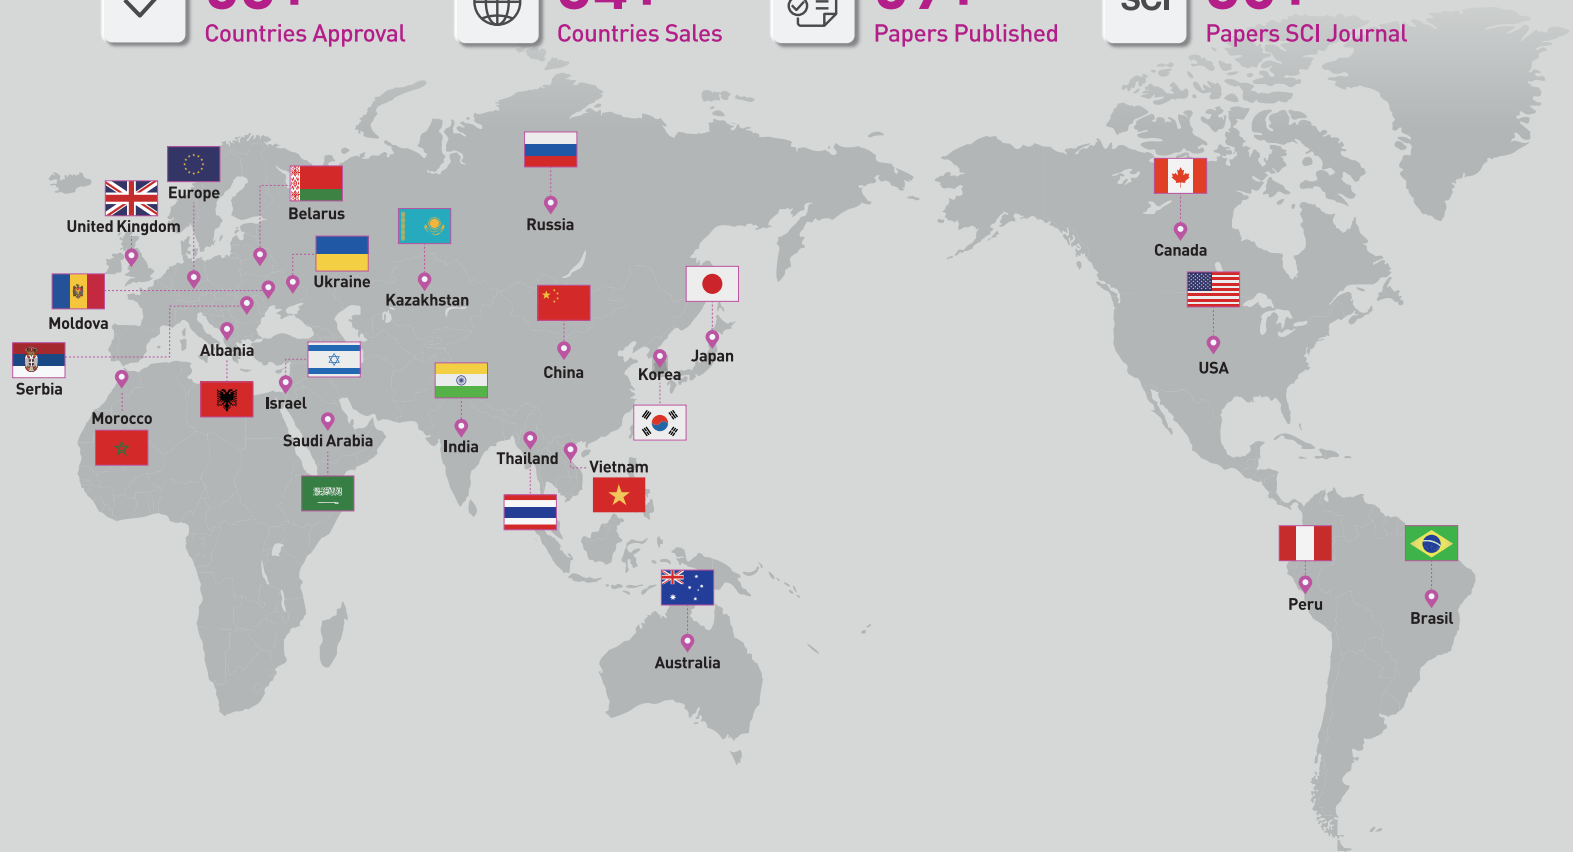 Countries Approval
Countries Sales
Papers Published
SCI
Papers SCI Journal
Europe
United Kingdom
Belarus
Russia
Canada
Ukraine
Kazakhstan
Moldova
Japan
Albania
USA
China
Korea
Serbia
Israel
Morocco
Saudi Arabia
India
Thailand
Vietnam
Peru
Brasil
Australia